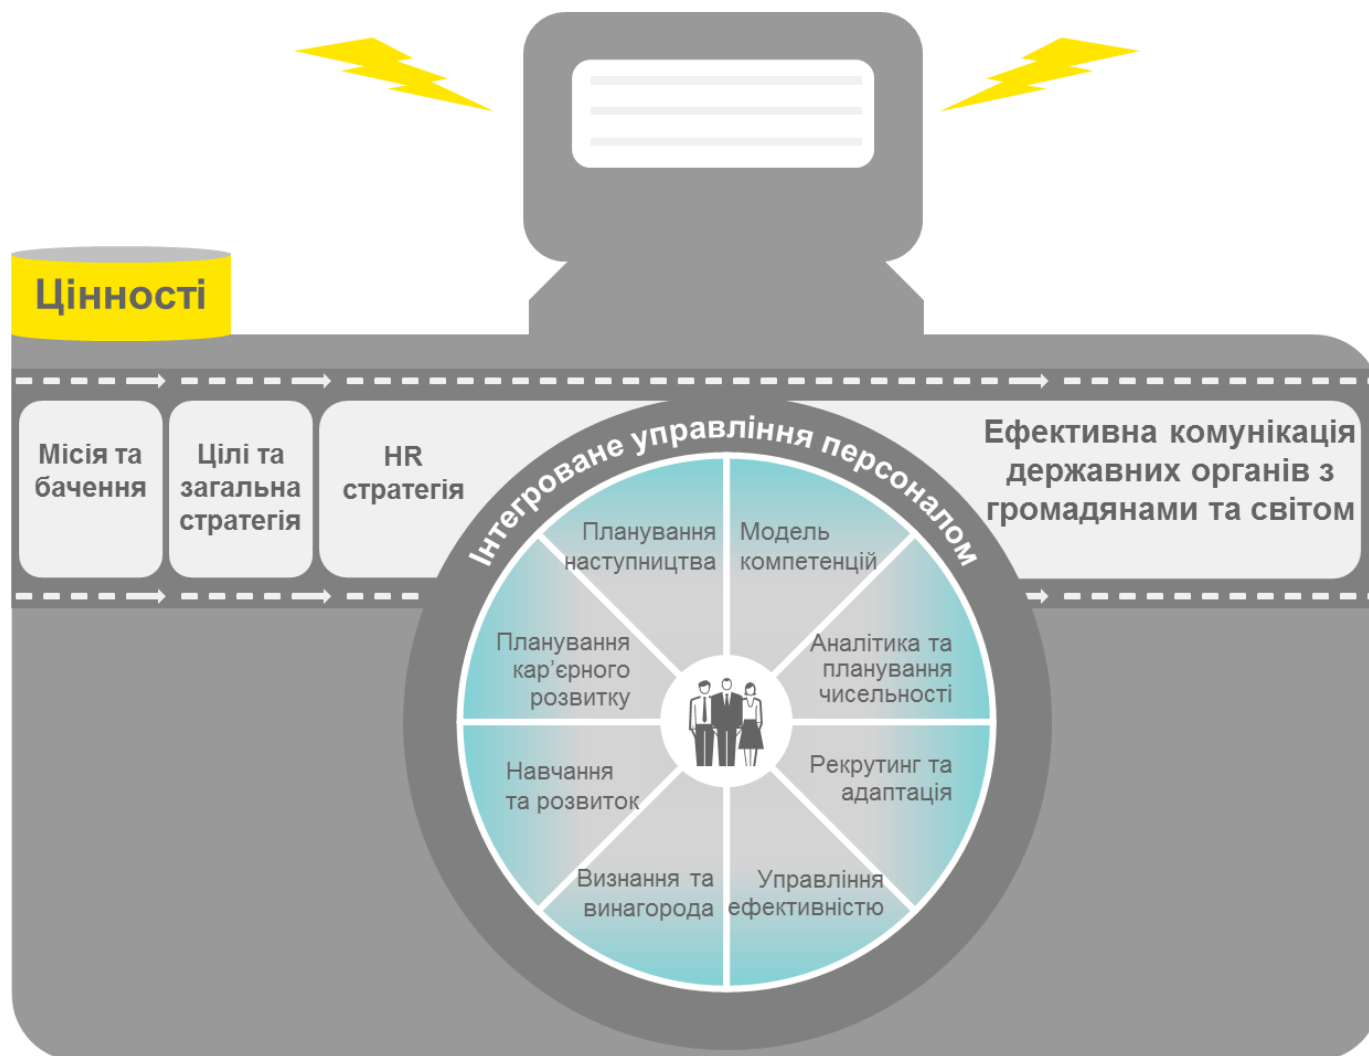 Цінності
Місія та
бачення
Цілі та
загальна
стратегія
HR
стратегія
Інтегроване управління персоналом
Ефективна комунікація
державних органів з
громадянами та світом
Планування
наступництва
Модель
компетенцій
Аналітика та
планування
чисельності
Рекрутинг та
адаптація
Управління
ефективністю
Визнання та
винагорода
Навчання
та розвиток
Планування
кар’єрного
розвитку